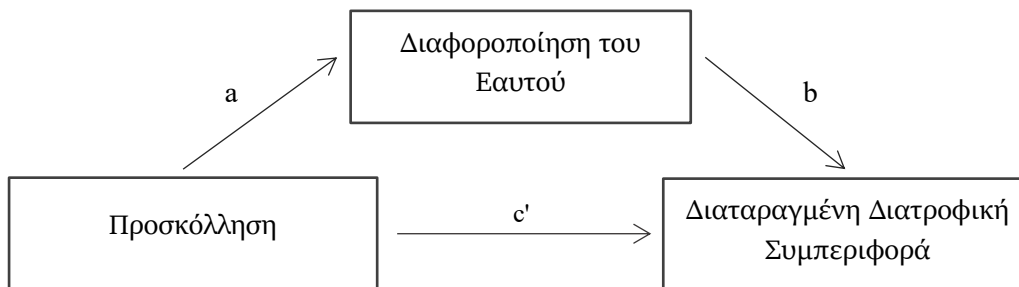 Διαφοροποίηση του
Εαυτού
a
b
Προσκόλληση
c'
Διαταραγμένη Διατροφική
Συμπεριφορά